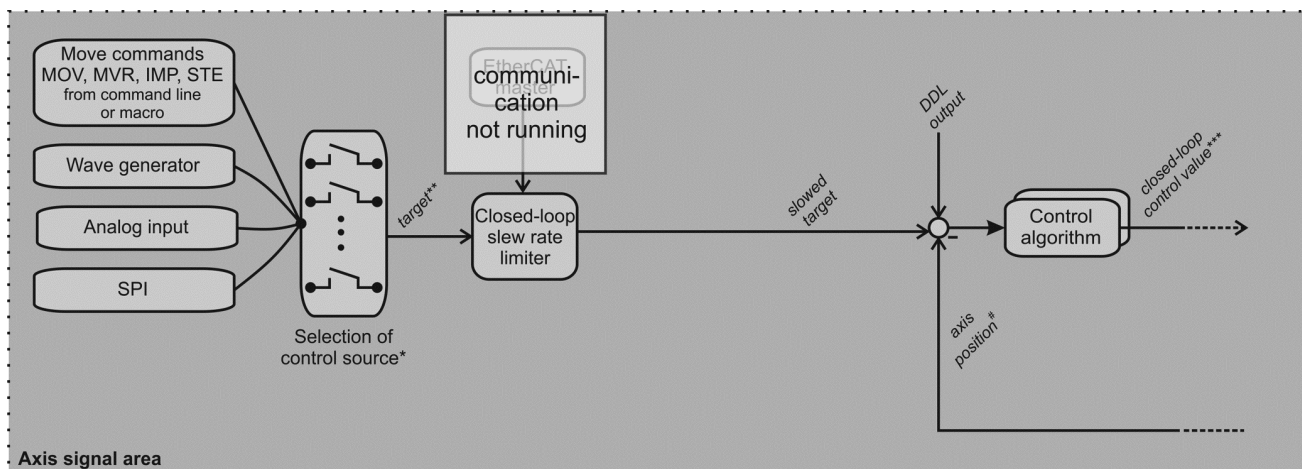 Move commands
MOV, MVR, IMP, STE
from command line
or macro
Wave generator
Analog input
SPI
Selection of
control source*
target**
EtherCAT
master
communi-
cation
not running
Closed-loop
slew rate
limiter
slowed
target
DDL
output
axis
position#
Control
algorithm
closed-loop
control value***
Axis signal area